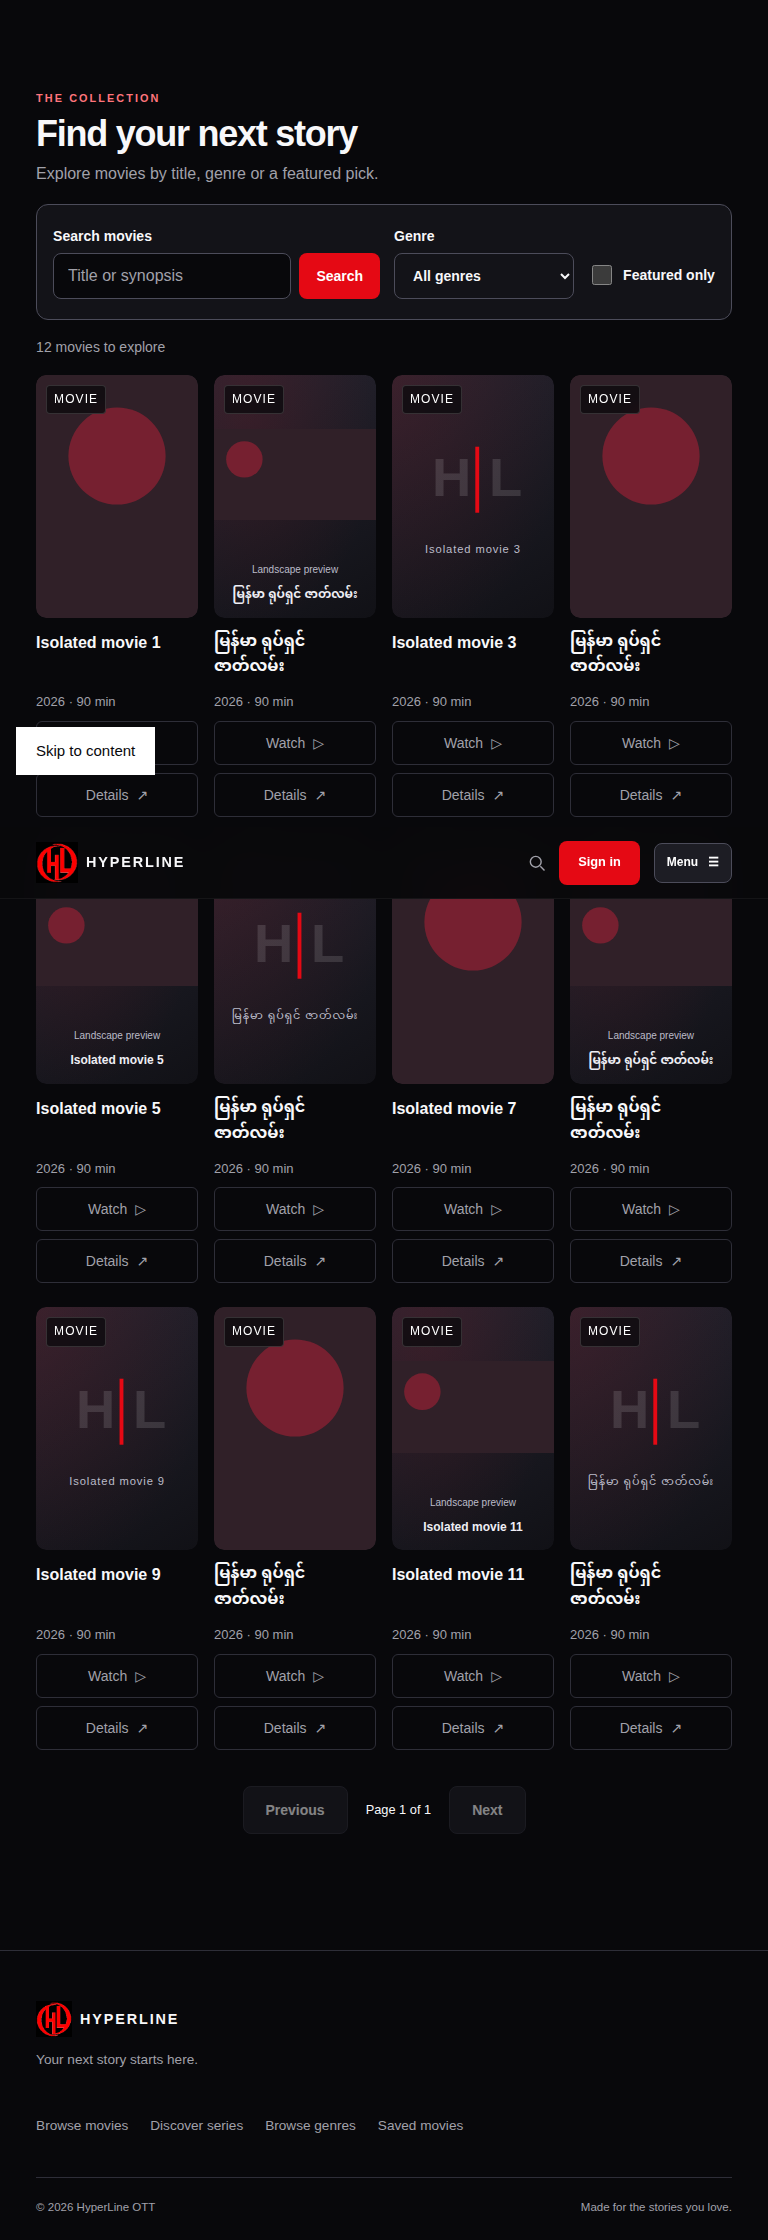 THE COLLECTION
Find your next story
Explore movies by title, genre or a featured pick.
Search movies
Genre
Title or synopsis
Search
All genres
Featured only
12 movies to explore
MOVIE
MOVIE
MOVIE
MOVIE
H L
Isolated movie 3
Landscape preview
မြန်မာ ရုပ်ရှင် ဇာတ်လမ်း
Isolated movie 1
မြန်မာ ရုပ်ရှင်
ဇာတ်လမ်း
Isolated movie 3
မြန်မာ ရုပ်ရှင်
ဇာတ်လမ်း
2026 · 90 min
2026 · 90 min
2026 · 90 min
2026 · 90 min
Skip to content
Watch ▷
Watch ▷
Watch ▷
Details ↗
Details ↗
Details ↗
Details ↗
HL
HYPERLINE
Sign in
Menu ☰
H L
မြန်မာ ရုပ်ရှင် ဇာတ်လမ်း
Landscape preview
Isolated movie 5
Landscape preview
မြန်မာ ရုပ်ရှင် ဇာတ်လမ်း
Isolated movie 5
မြန်မာ ရုပ်ရှင်
ဇာတ်လမ်း
Isolated movie 7
မြန်မာ ရုပ်ရှင်
ဇာတ်လမ်း
2026 · 90 min
2026 · 90 min
2026 · 90 min
2026 · 90 min
Watch ▷
Watch ▷
Watch ▷
Watch ▷
Details ↗
Details ↗
Details ↗
Details ↗
MOVIE
MOVIE
MOVIE
MOVIE
H L
Isolated movie 9
Landscape preview
Isolated movie 11
H L
မြန်မာ ရုပ်ရှင် ဇာတ်လမ်း
Isolated movie 9
မြန်မာ ရုပ်ရှင်
ဇာတ်လမ်း
Isolated movie 11
မြန်မာ ရုပ်ရှင်
ဇာတ်လမ်း
2026 · 90 min
2026 · 90 min
2026 · 90 min
2026 · 90 min
Watch ▷
Watch ▷
Watch ▷
Watch ▷
Details ↗
Details ↗
Details ↗
Details ↗
Previous
Page 1 of 1
Next
HL
HYPERLINE
Your next story starts here.
Browse movies
Discover series
Browse genres
Saved movies
© 2026 HyperLine OTT
Made for the stories you love.